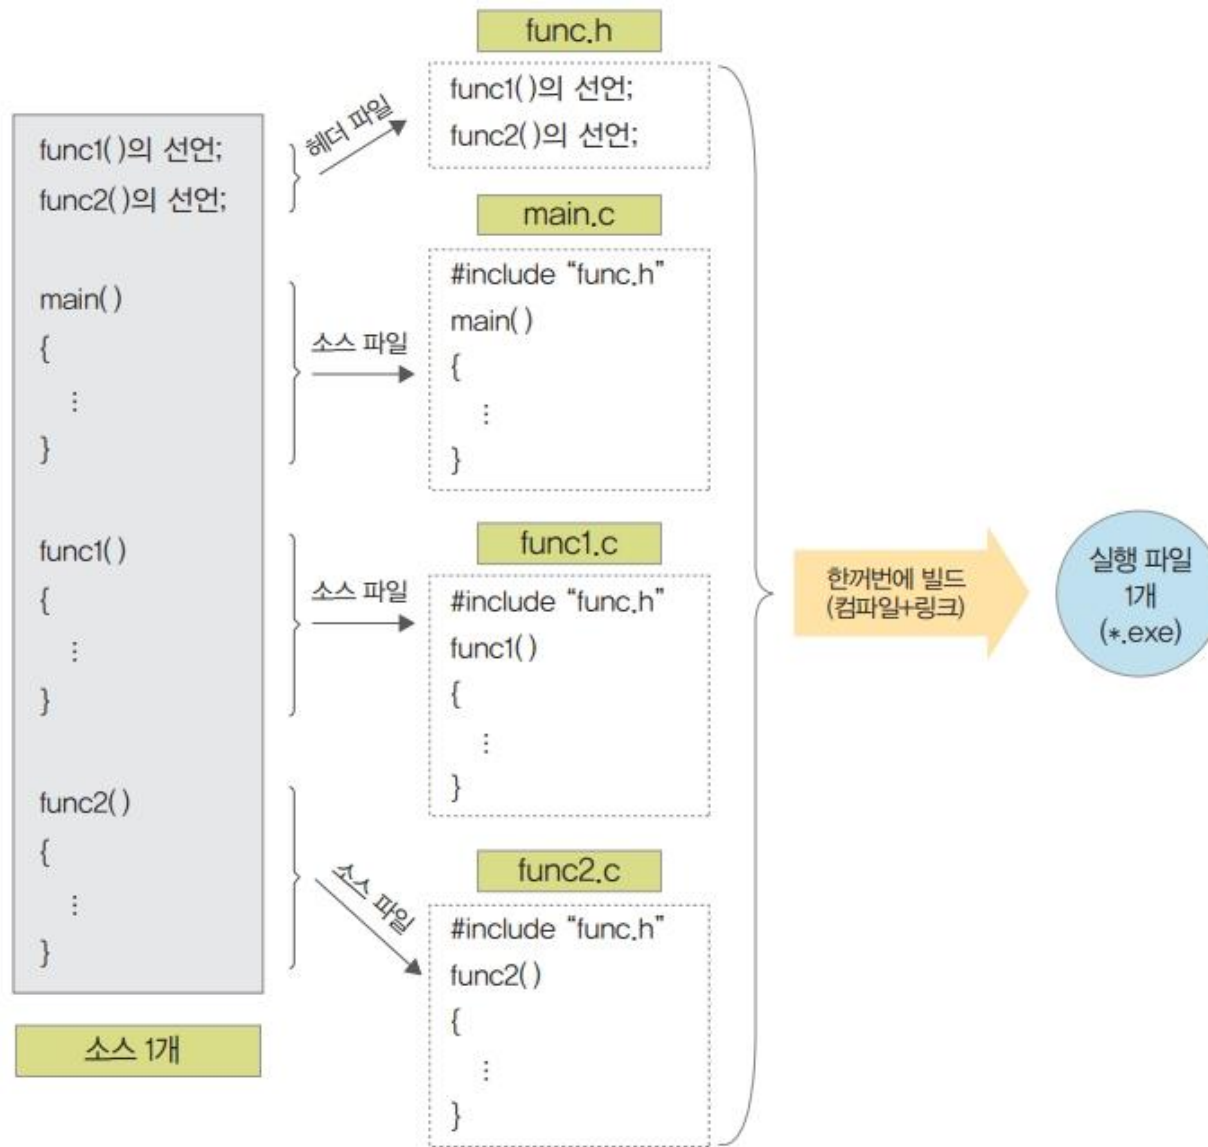 func1()의 선언;
func2()의 선언;
main()
{
⋮
}
func1()
{
⋮
}
func2()
{
⋮
}
소스 1개
헤더 파일
소스 파일
소스 파일
소스 파일
func.h
func1()의 선언;
func2()의 선언;
main.c
#include “func.h”
main()
{
⋮
}
func1.c
#include “func.h”
func1()
{
⋮
}
func2.c
#include “func.h”
func2()
{
⋮
}
한꺼번에 빌드
(컴파일+링크)
실행 파일
1개
(*.exe)